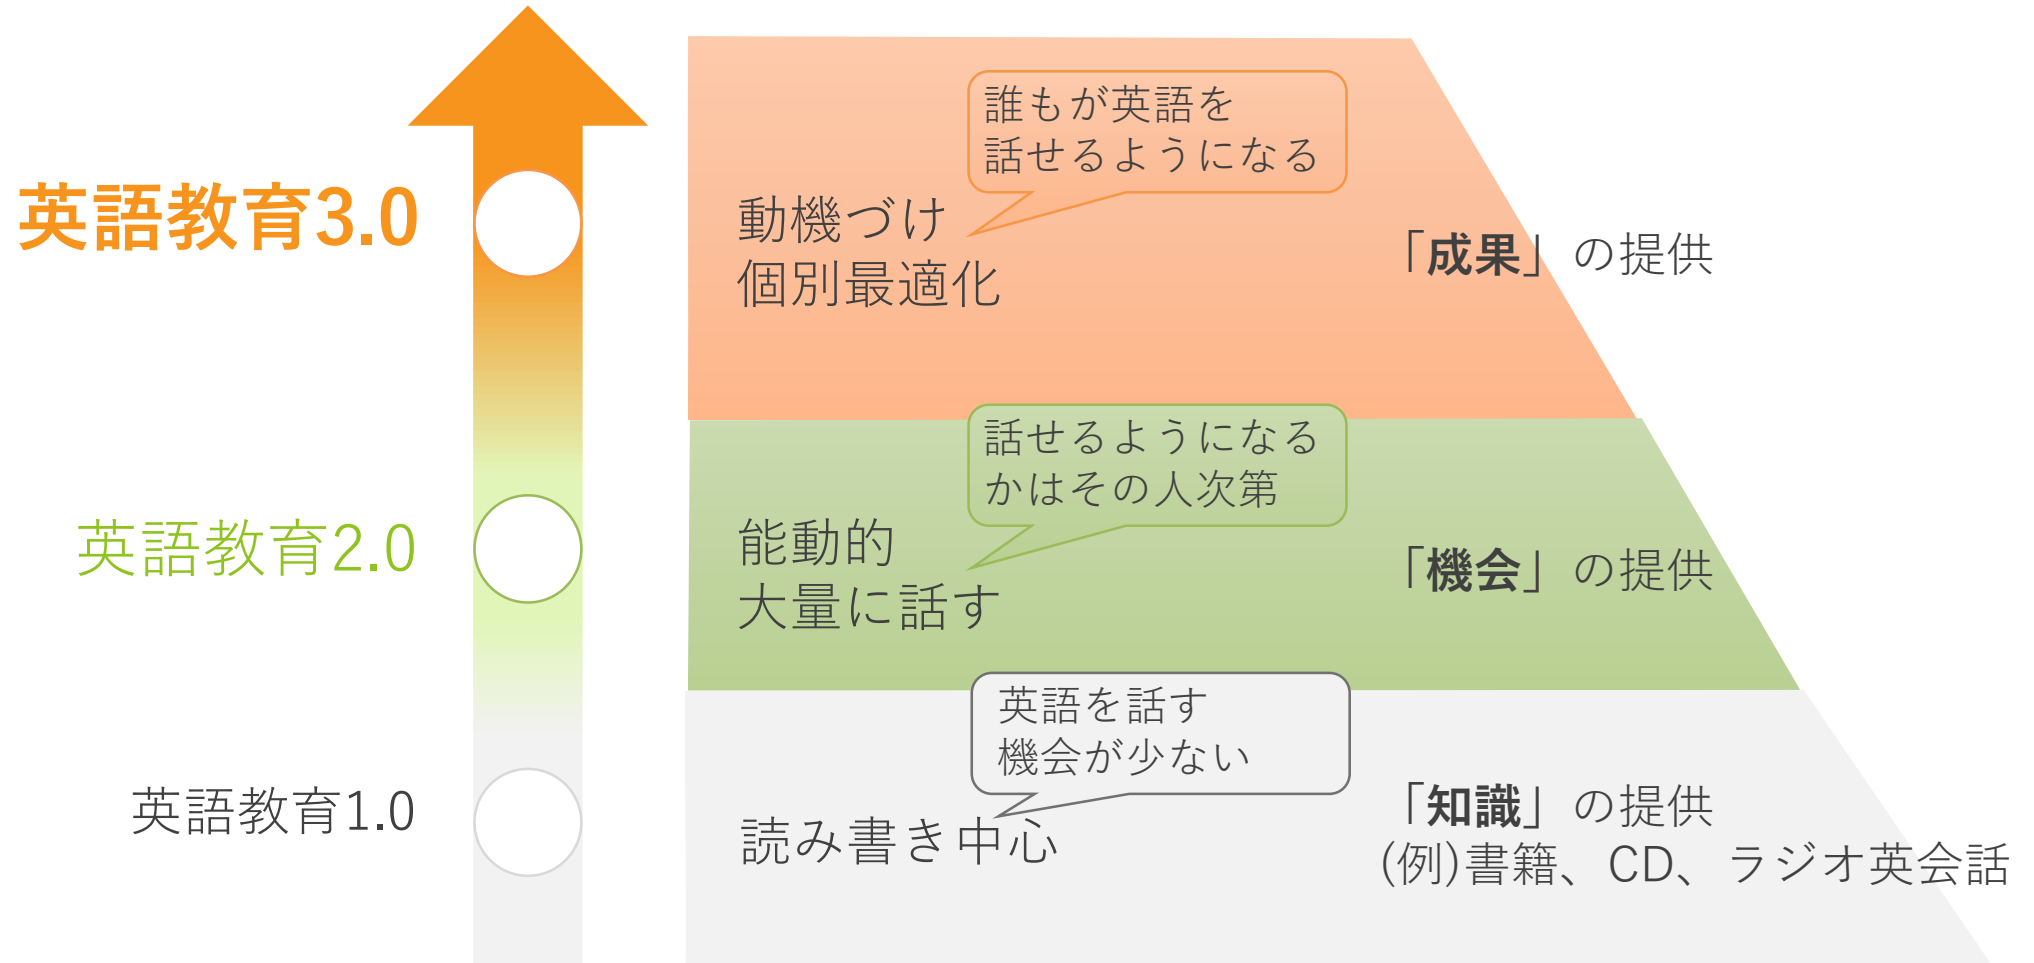 英語教育3.0
誰もが英語を
話せるようになる
動機づけ
個別最適化
「成果」の提供
英語教育2.0
話せるようになる
かはその人次第
能動的
大量に話す
「機会」の提供
英語教育1.0
英語を話す
機会が少ない
読み書き中心
「知識」の提供
(例)書籍、CD、ラジオ英会話